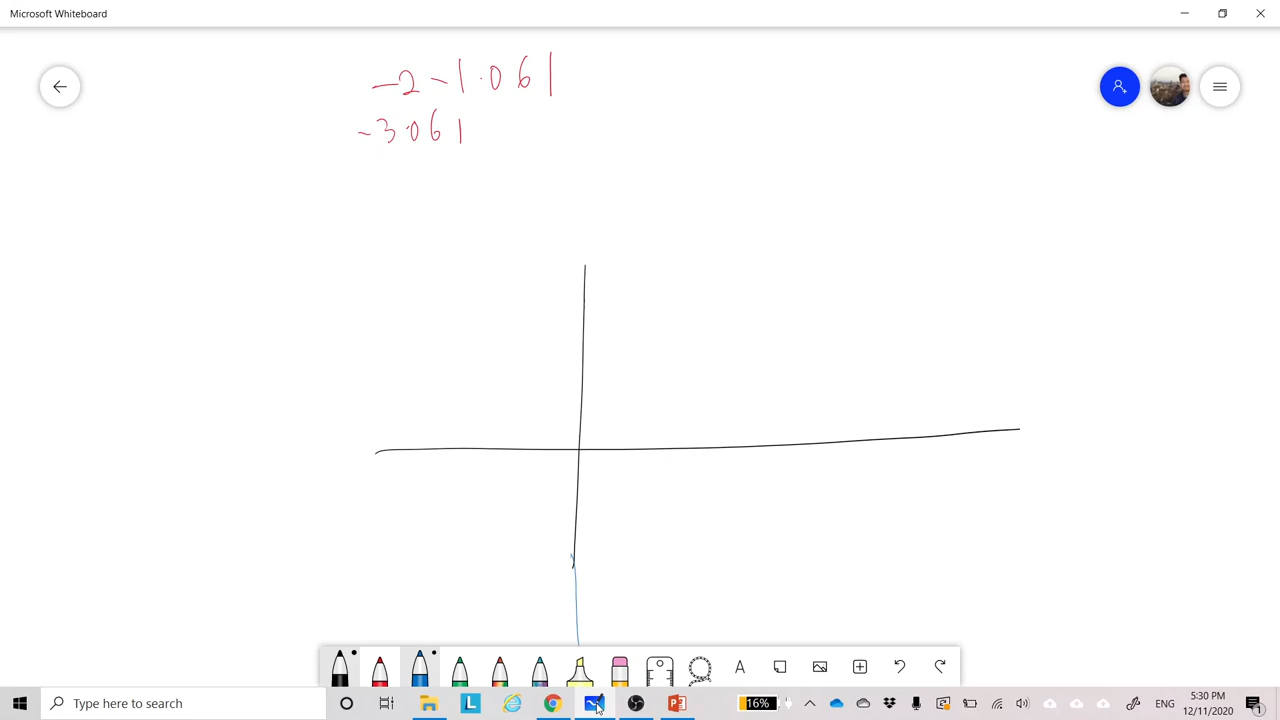 Microsoft Whiteboard
-2 -1.061
-3.061
A
Type here to search
L
16%
ENG
5:30 PM
12/11/2020
1